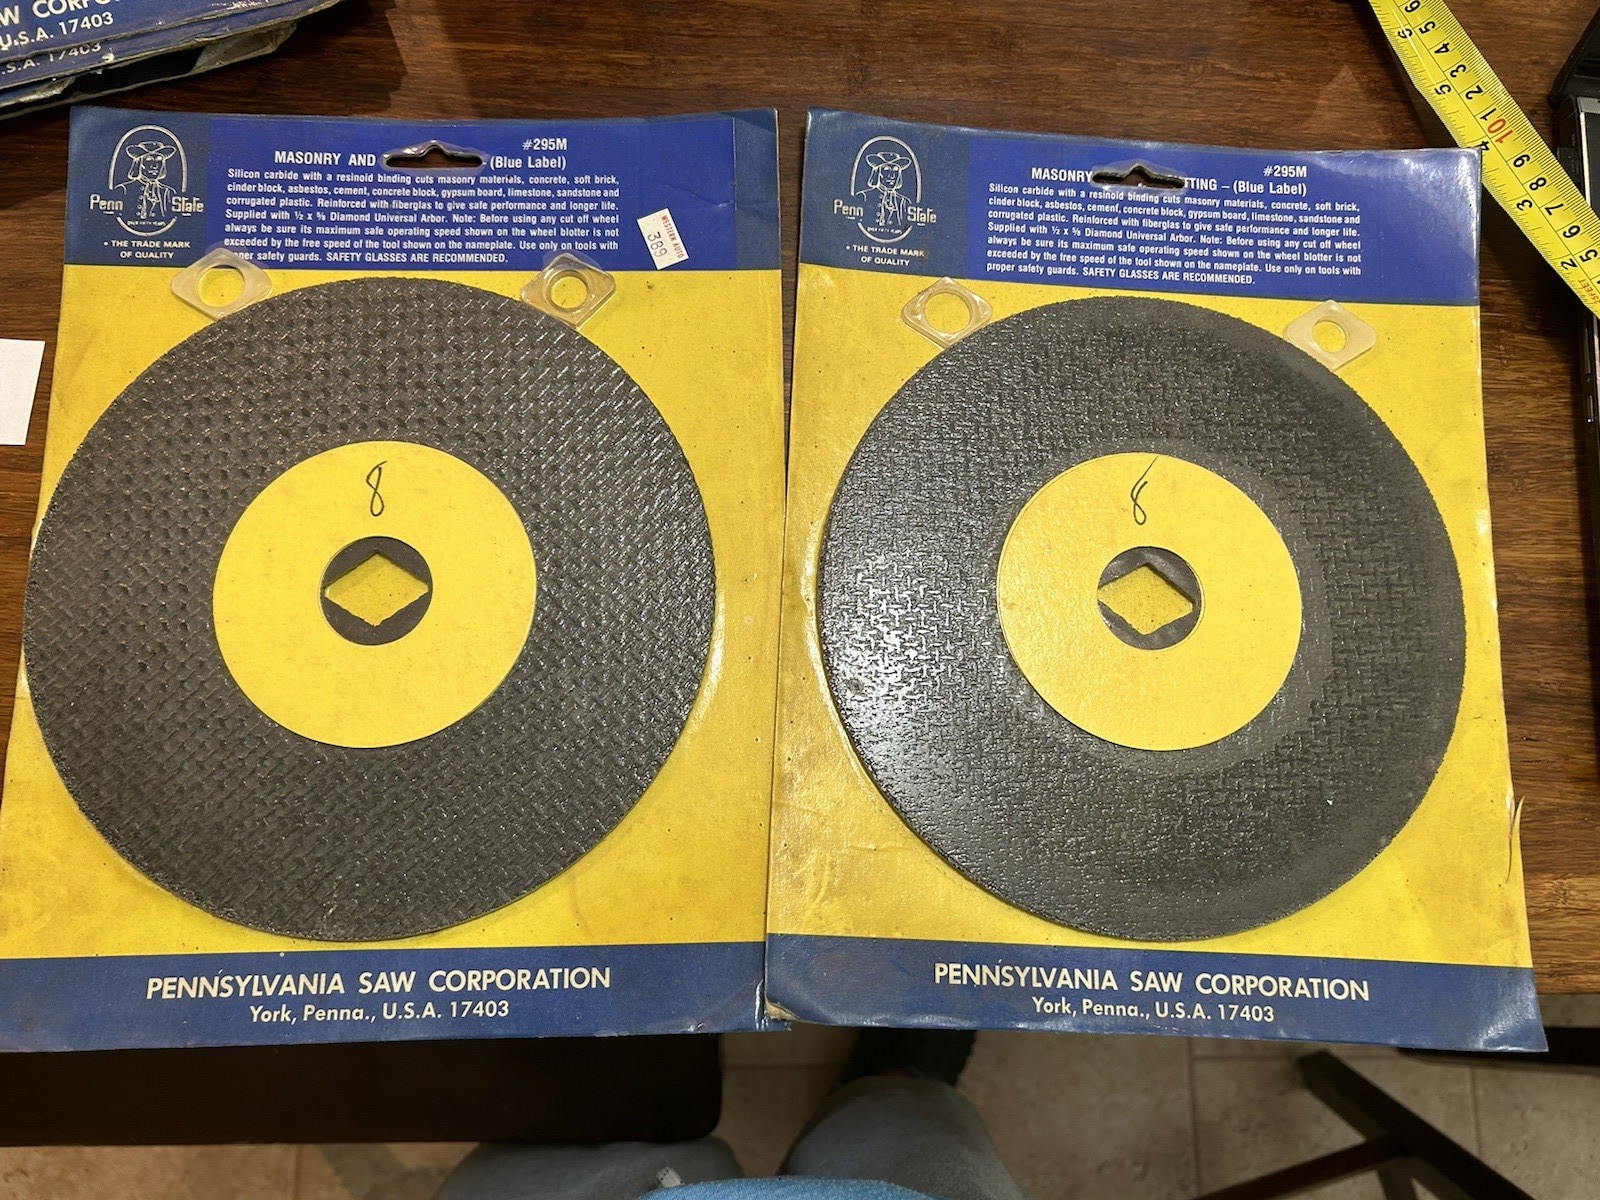 W CORPO
U.S.A. 17403
.S.A. 17403
#295M
MASONRY AND - (Blue Label)
Silicon carbide with a resinoid binding cuts masonry materials, concrete, soft brick,
cinder block, asbestos, cement, concrete block, gypsum board, limestone, sandstone and
corrugated plastic. Reinforced with fiberglas to give safe performance and longer life.
Supplied with ½ x ⅝ Diamond Universal Arbor. Note: Before using any cut off wheel
always be sure its maximum safe operating speed shown on the wheel blotter is not
exceeded by the free speed of the tool shown on the nameplate. Use only on tools with
proper safety guards. SAFETY GLASSES ARE RECOMMENDED.
Penn State
• THE TRADE MARK
OF QUALITY
WESTERN AUTO
389
8
PENNSYLVANIA SAW CORPORATION
York, Penna., U.S.A. 17403
#295M
MASONRY TTING – (Blue Label)
Silicon carbide with a resinoid binding cuts masonry materials, concrete, soft brick,
cinder block, asbestos, cement, concrete block, gypsum board, limestone, sandstone and
corrugated plastic. Reinforced with fiberglas to give safe performance and longer life.
Supplied with ½ x ⅝ Diamond Universal Arbor. Note: Before using any cut off wheel
always be sure its maximum safe operating speed shown on the wheel blotter is not
exceeded by the free speed of the tool shown on the nameplate. Use only on tools with
proper safety guards. SAFETY GLASSES ARE RECOMMENDED.
Penn State
• THE TRADE MARK
OF QUALITY
8
PENNSYLVANIA SAW CORPORATION
York, Penna., U.S.A. 17403